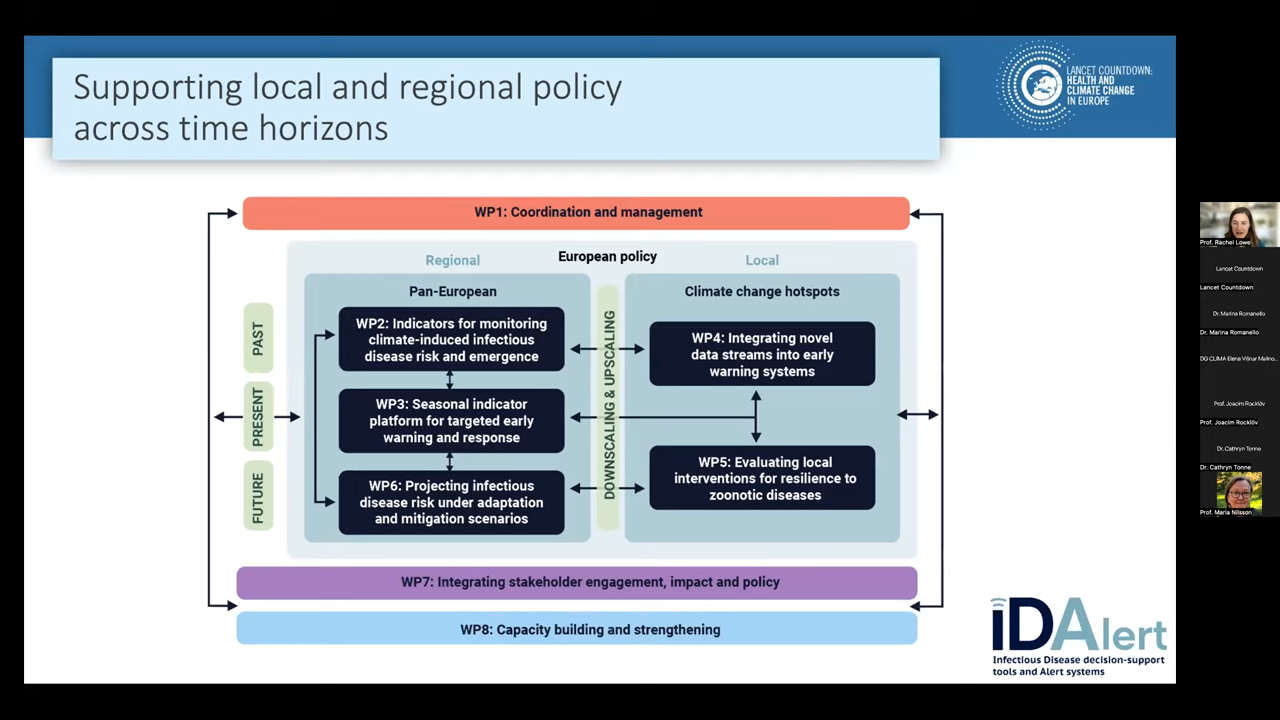 Supporting local and regional policy
across time horizons
LANCET COUNTDOWN:
HEALTH AND
CLIMATE CHANGE
IN EUROPE
WP1: Coordination and management
European policy
Regional
Local
Pan-European
Climate change hotspots
PAST
PRESENT
FUTURE
WP2: Indicators for monitoring
climate-induced infectious
disease risk and emergence
WP3: Seasonal indicator
platform for targeted early
warning and response
WP6: Projecting infectious
disease risk under adaptation
and mitigation scenarios
DOWNSCALING & UPSCALING
WP4: Integrating novel
data streams into early
warning systems
WP5: Evaluating local
interventions for resilience to
zoonotic diseases
WP7: Integrating stakeholder engagement, impact and policy
WP8: Capacity building and strengthening
iDAlert
Infectious Disease decision-support
tools and Alert systems
Prof. Rachel Lowe
Lancet Countdown
Lancet Countdown
Dr. Marina Romanello
Dr. Marina Romanello
DG CLIMA Elena Višnar Malino...
Prof. Joacim Rocklöv
Prof. Joacim Rocklöv
Dr. Cathryn Tonne
Dr. Cathryn Tonne
Prof. Maria Nilsson